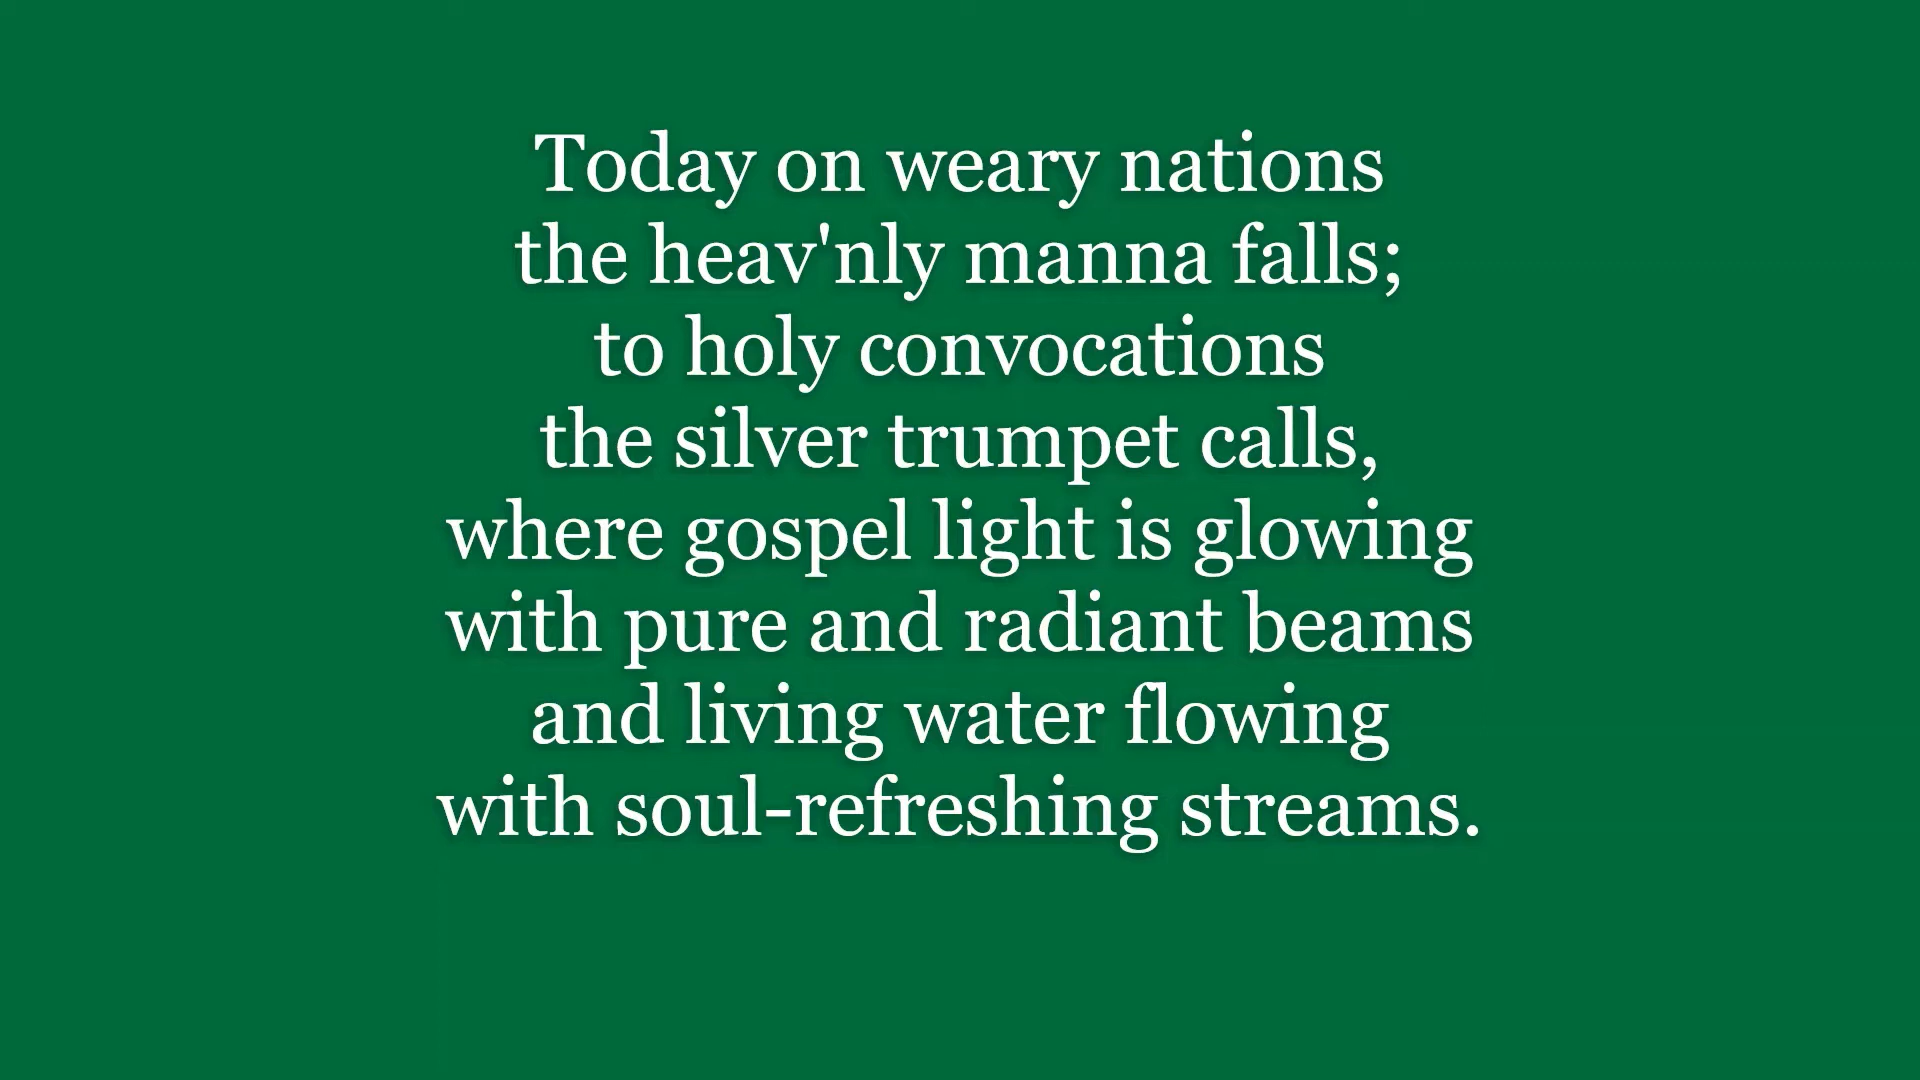 Today on weary nations
the heav'nly manna falls;
to holy convocations
the silver trumpet calls,
where gospel light is glowing
with pure and radiant beams
and living water flowing
with soul-refreshing streams.